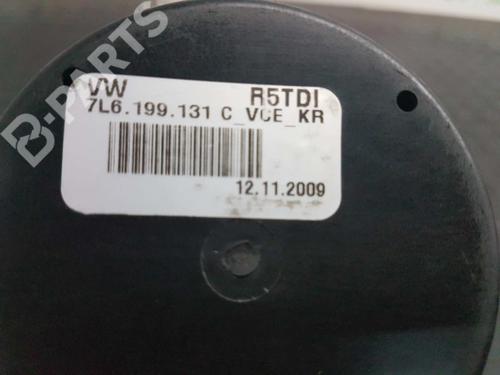 B-PARTS
VW R5TDI
7L6.199.131 C_VCE_KR
12.11.2009